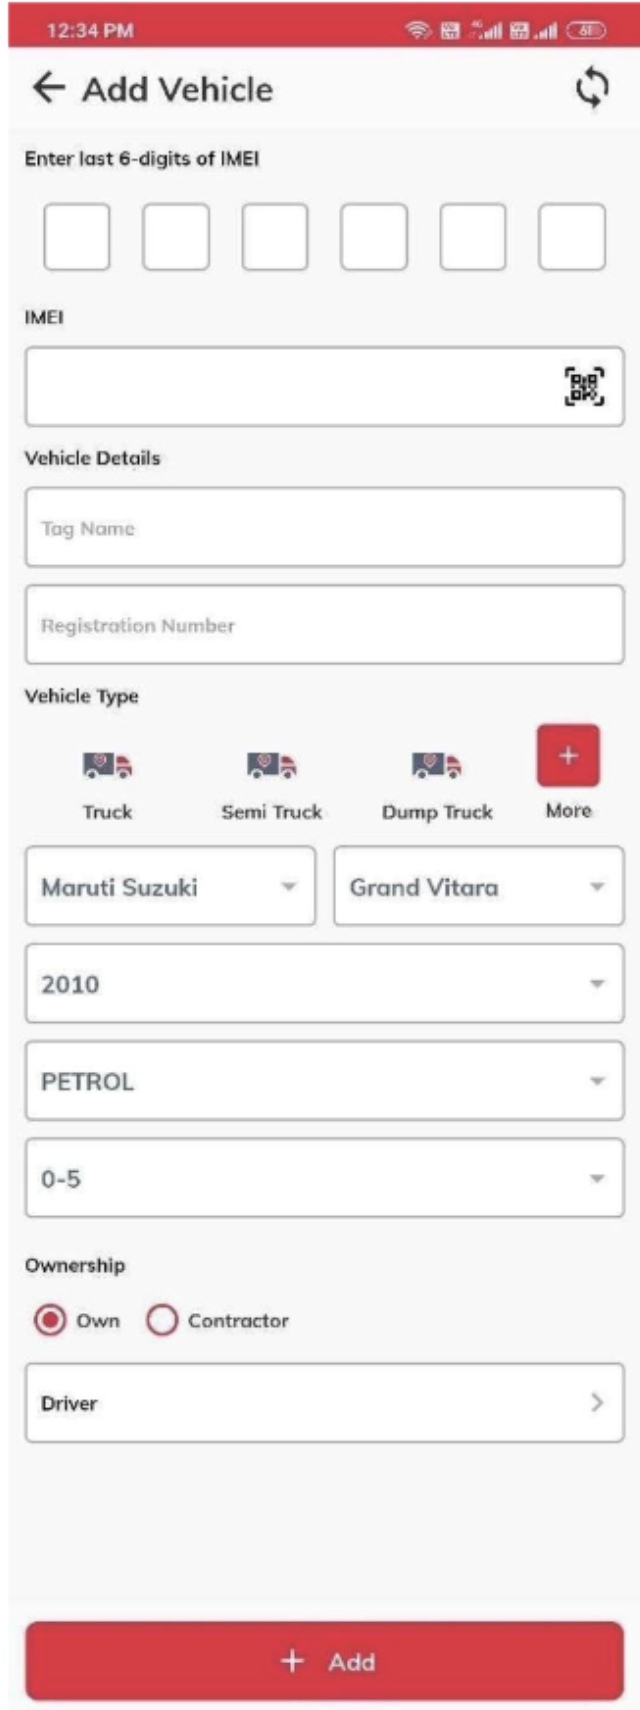 12:34 PM
Add Vehicle
Enter last 6-digits of IMEI
IMEI
Vehicle Details
Tag Name
Registration Number
Vehicle Type
Truck Semi Truck Dump Truck More
Maruti Suzuki Grand Vitara
2010
PETROL
0-5
Ownership
Own Contractor
Driver
+ Add